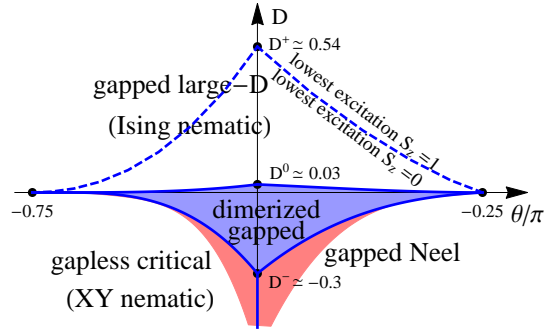 D
D⁺ ≃ 0.54
gapped large−D
(Ising nematic)
lowest excitation S_z=1
lowest excitation S_z=0
D⁰ ≃ 0.03
−0.75
−0.25
θ/π
dimerized
gapped
gapless critical
(XY nematic)
gapped Neel
D⁻ ≃ −0.3